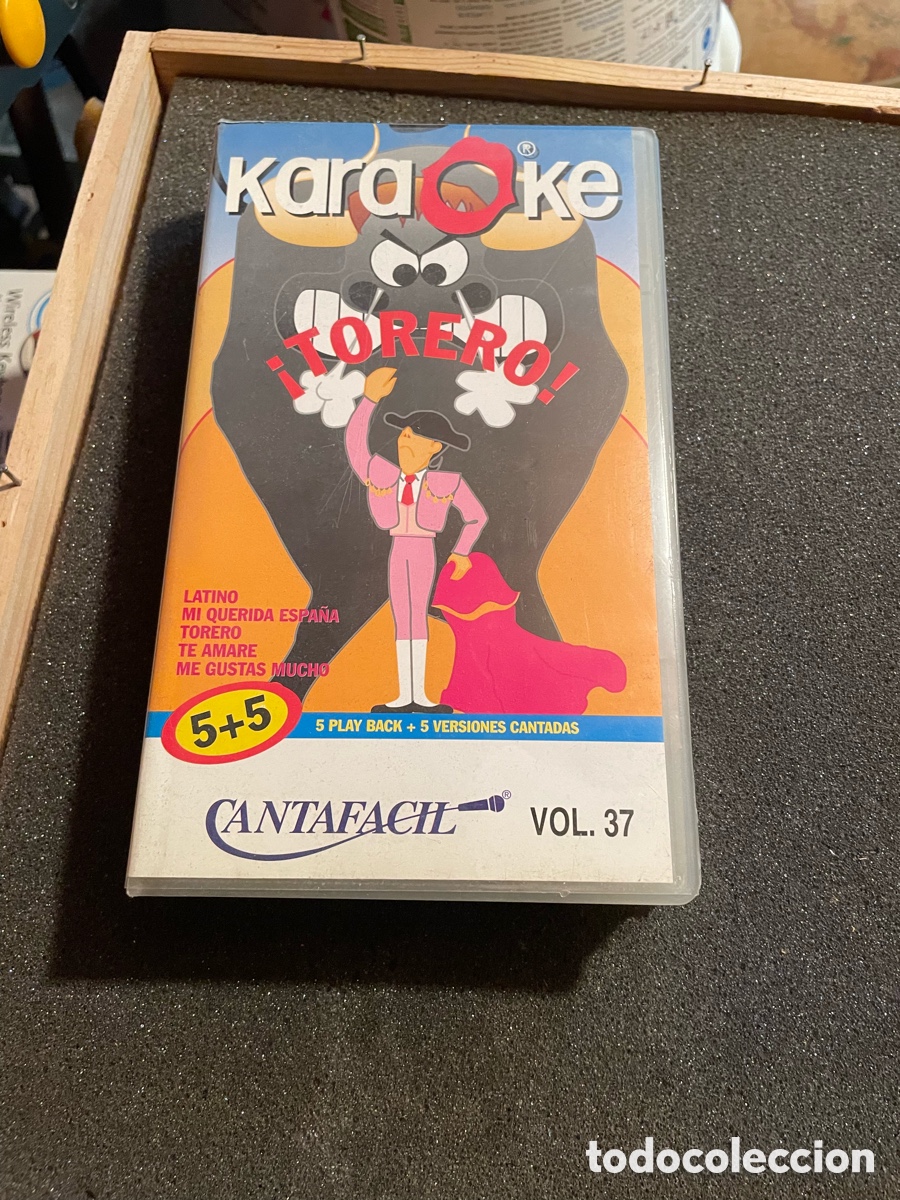 karaoke®
¡TORERO!
LATINO
MI QUERIDA ESPAÑA
TORERO
TE AMARE
ME GUSTAS MUCHO
5+5
5 PLAY BACK + 5 VERSIONES CANTADAS
CANTAFACIL®
VOL. 37
Wireless
todocoleccion